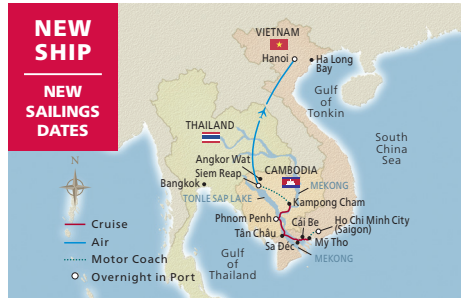 NEW
SHIP
NEW
SAILINGS
DATES
VIETNAM
Hanoi
Ha Long
Bay
Gulf
of
Tonkin
South
China
Sea
THAILAND
Angkor Wat
Siem Reap
CAMBODIA
Bangkok
TONLE SAP LAKE
MEKONG
Kampong Cham
Phnom Penh
Cái Bè
Ho Chi Minh City
(Saigon)
Tân Châu
Sa Déc
Mỹ Tho
MEKONG
Gulf
of
Thailand
N
Cruise
Air
Motor Coach
Overnight in Port